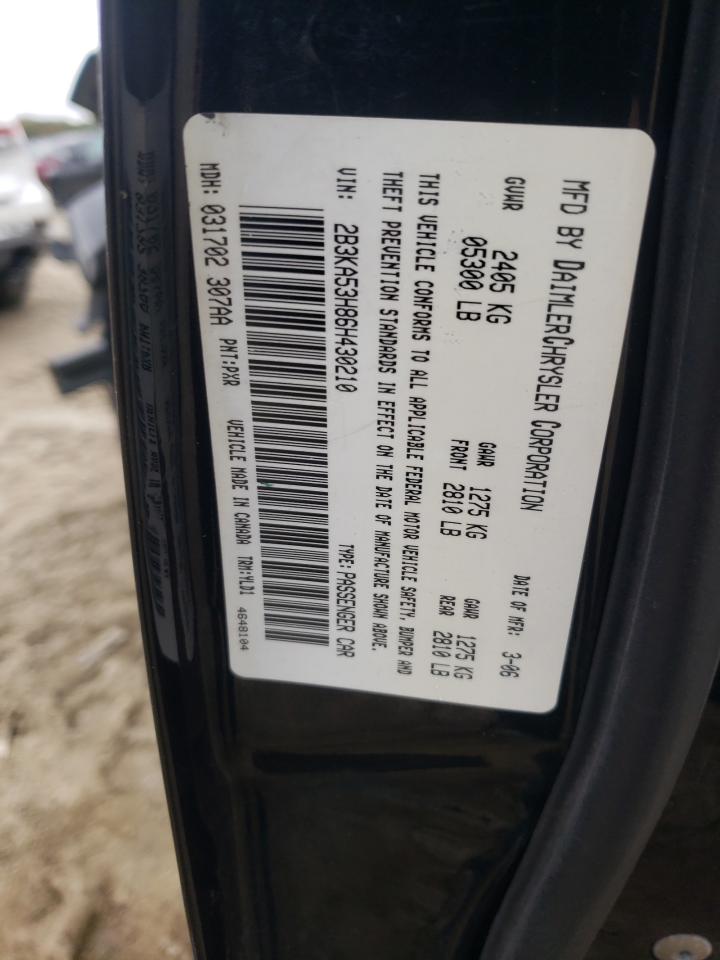 MFD BY DAIMLERCHRYSLER CORPORATION
DATE OF MFR: 3-06
GVWR 2405 KG
05300 LB
GAWR 1275 KG
FRONT 2810 LB
GAWR 1275 KG
REAR 2810 LB
THIS VEHICLE CONFORMS TO ALL APPLICABLE FEDERAL MOTOR VEHICLE SAFETY, BUMPER AND
THEFT PREVENTION STANDARDS IN EFFECT ON THE DATE OF MANUFACTURE SHOWN ABOVE.
VIN: 2B3KA53H86H430210 TYPE: PASSENGER CAR
MDH: 031702 307AA PNT:PXR VEHICLE MADE IN CANADA TRM:YLD1
4648104